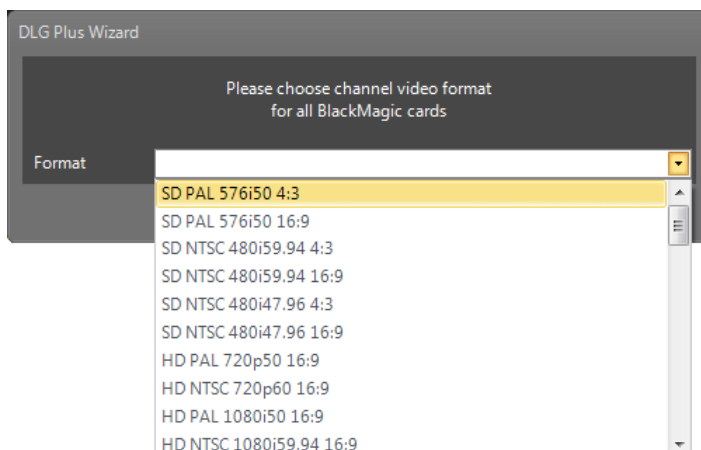 DLG Plus Wizard
Please choose channel video format
for all BlackMagic cards
Format
SD PAL 576i50 4:3
SD PAL 576i50 16:9
SD NTSC 480i59.94 4:3
SD NTSC 480i59.94 16:9
SD NTSC 480i47.96 4:3
SD NTSC 480i47.96 16:9
HD PAL 720p50 16:9
HD NTSC 720p60 16:9
HD PAL 1080i50 16:9
HD NTSC 1080i59.94 16:9